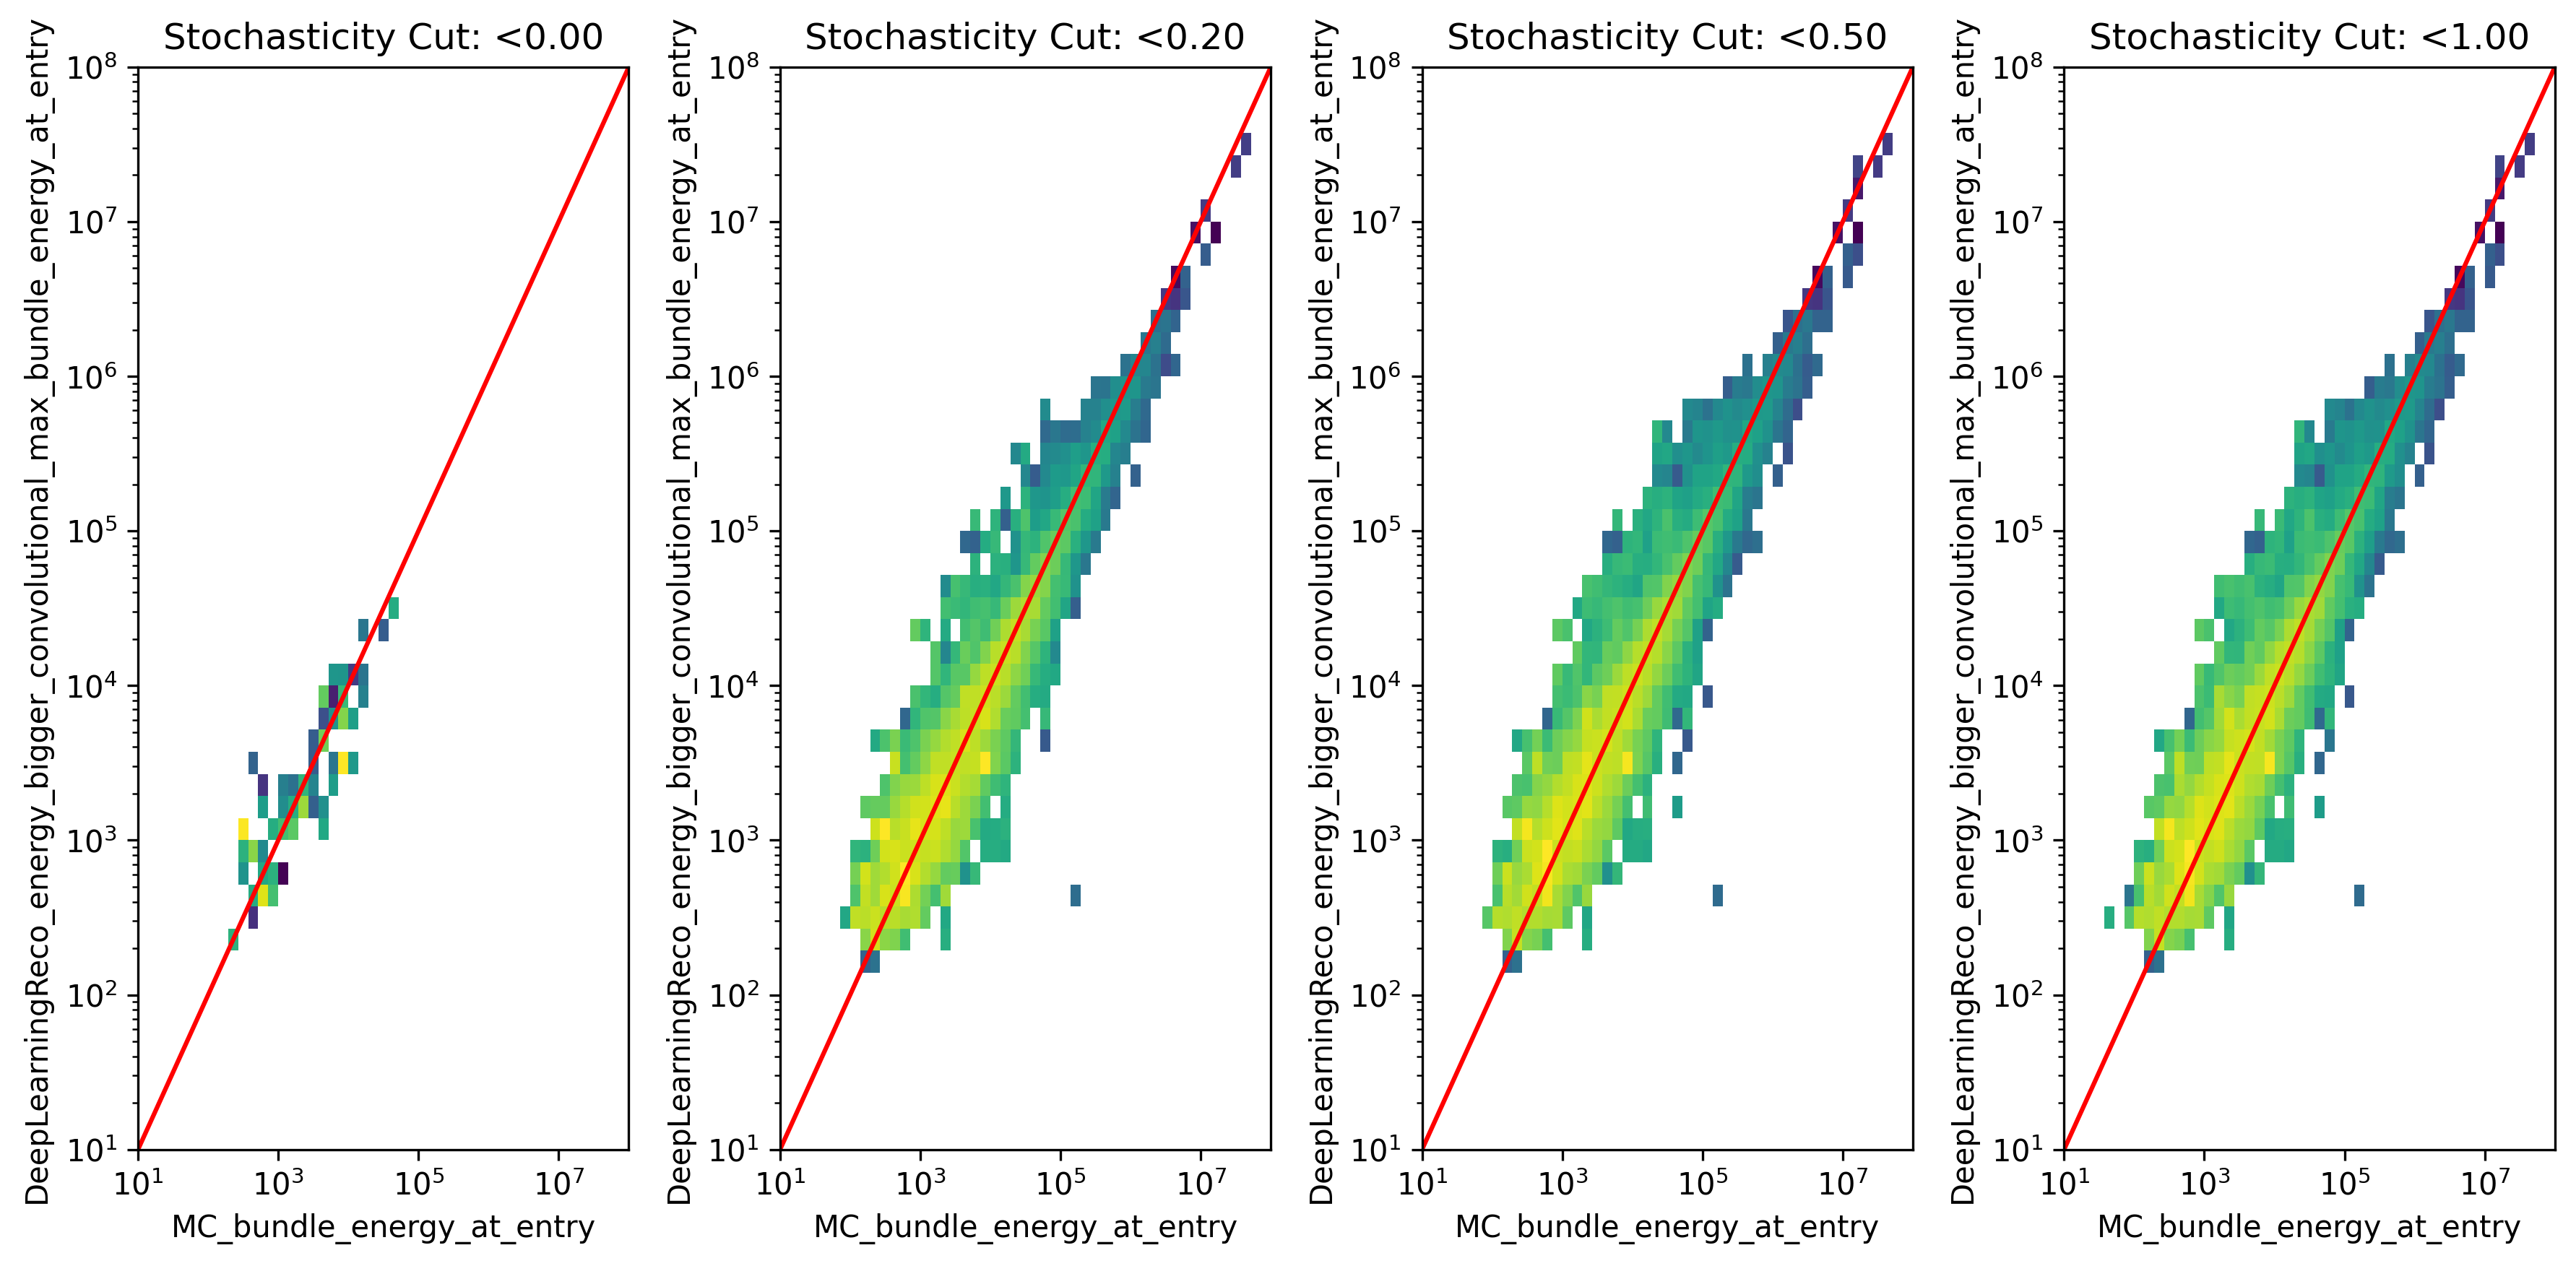 Stochasticity Cut: <0.00
DeepLearningReco_energy_bigger_convolutional_max_bundle_energy_at_entry
10⁸
10⁷
10⁶
10⁵
10⁴
10³
10²
10¹
10¹ 10³ 10⁵ 10⁷
MC_bundle_energy_at_entry
Stochasticity Cut: <0.20
DeepLearningReco_energy_bigger_convolutional_max_bundle_energy_at_entry
10⁸
10⁷
10⁶
10⁵
10⁴
10³
10²
10¹
10¹ 10³ 10⁵ 10⁷
MC_bundle_energy_at_entry
Stochasticity Cut: <0.50
DeepLearningReco_energy_bigger_convolutional_max_bundle_energy_at_entry
10⁸
10⁷
10⁶
10⁵
10⁴
10³
10²
10¹
10¹ 10³ 10⁵ 10⁷
MC_bundle_energy_at_entry
Stochasticity Cut: <1.00
DeepLearningReco_energy_bigger_convolutional_max_bundle_energy_at_entry
10⁸
10⁷
10⁶
10⁵
10⁴
10³
10²
10¹
10¹ 10³ 10⁵ 10⁷
MC_bundle_energy_at_entry